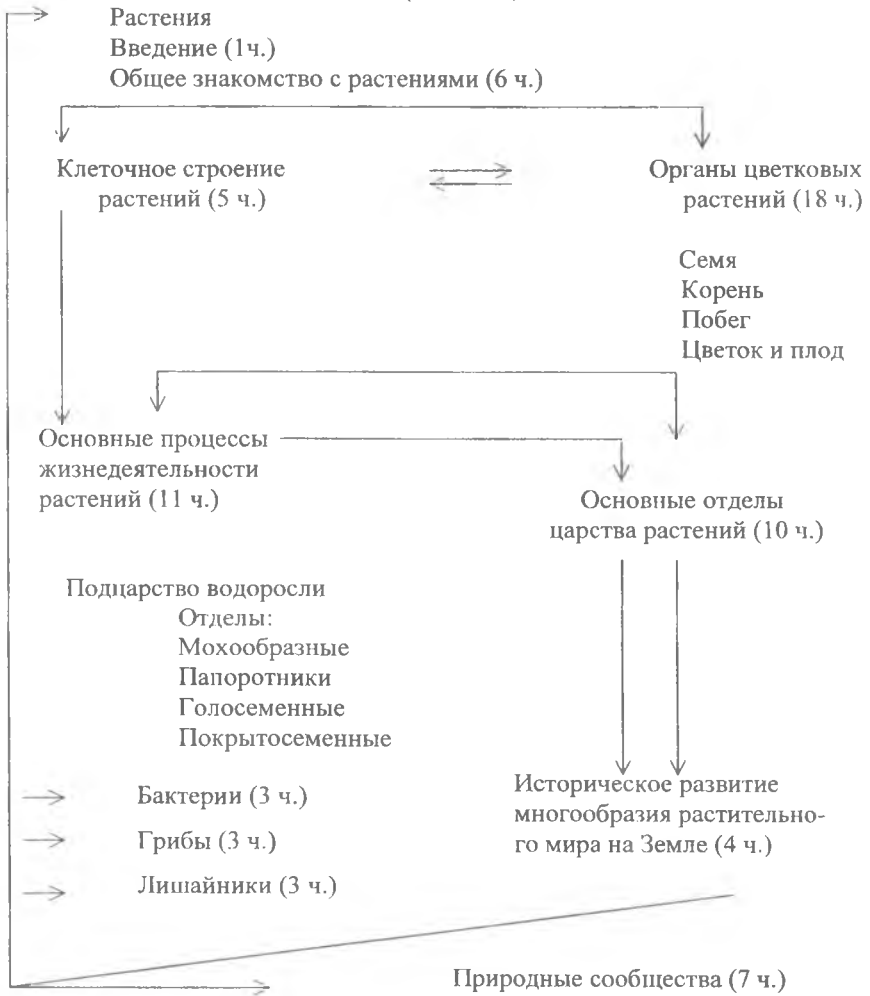 Растения
Введение (1ч.)
Общее знакомство с растениями (6 ч.)
Клеточное строение
растений (5 ч.)
Органы цветковых
растений (18 ч.)
Семя
Корень
Побег
Цветок и плод
Основные процессы
жизнедеятельности
растений (11 ч.)
Основные отделы
царства растений (10 ч.)
Подцарство водоросли
Отделы:
Мохообразные
Папоротники
Голосеменные
Покрытосеменные
Бактерии (3 ч.)
Грибы (3 ч.)
Лишайники (3 ч.)
Историческое развитие
многообразия растительно-
го мира на Земле (4 ч.)
Природные сообщества (7 ч.)